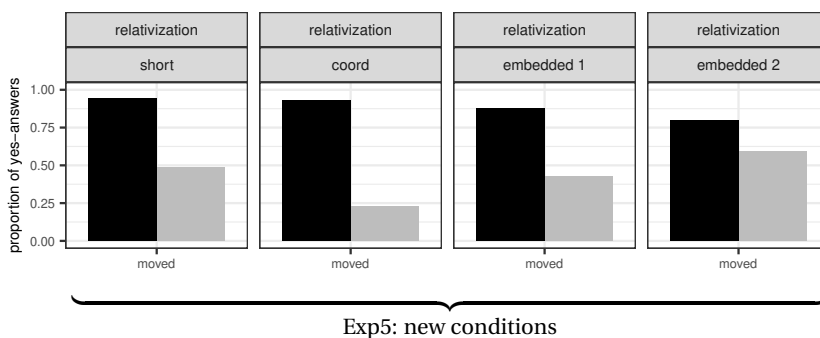 relativization relativization relativization relativization
short coord embedded 1 embedded 2
proportion of yes−answers
1.00
0.75
0.50
0.25
0.00
moved moved moved moved
Exp5: new conditions